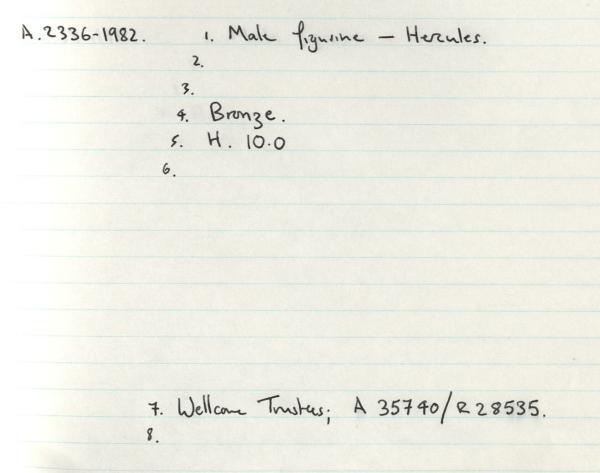 A.2336-1982. 1. Male figurine – Hercules.
2.
3.
4. Bronze.
5. H. 10.0
6.
7. Wellcome Trustees; A 35740/R 28535.
8.